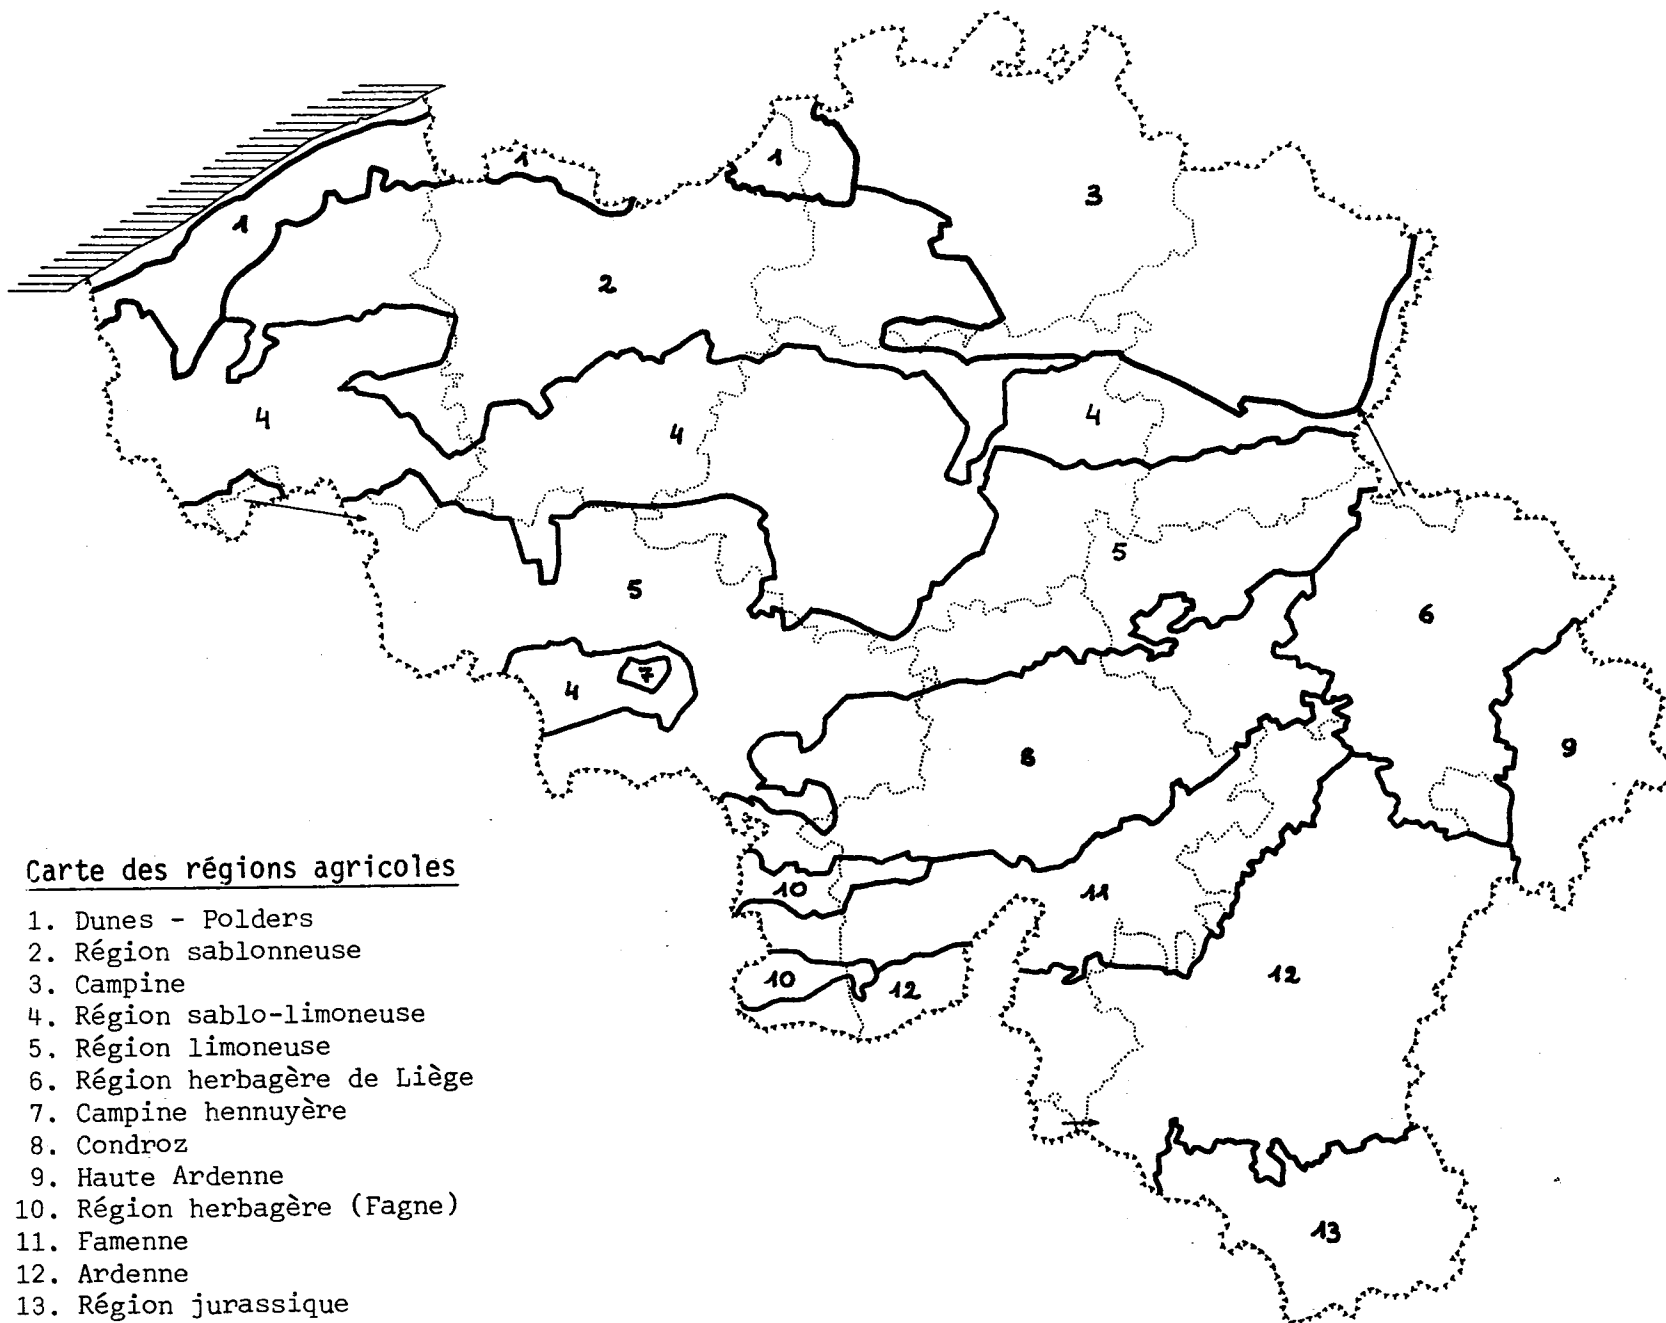 1
1
1
3
2
4
4
4
5
5
6
7
4
8
9
10
11
10
12
12
13
Carte des régions agricoles
1. Dunes - Polders
2. Région sablonneuse
3. Campine
4. Région sablo-limoneuse
5. Région limoneuse
6. Région herbagère de Liège
7. Campine hennuyère
8. Condroz
9. Haute Ardenne
10. Région herbagère (Fagne)
11. Famenne
12. Ardenne
13. Région jurassique